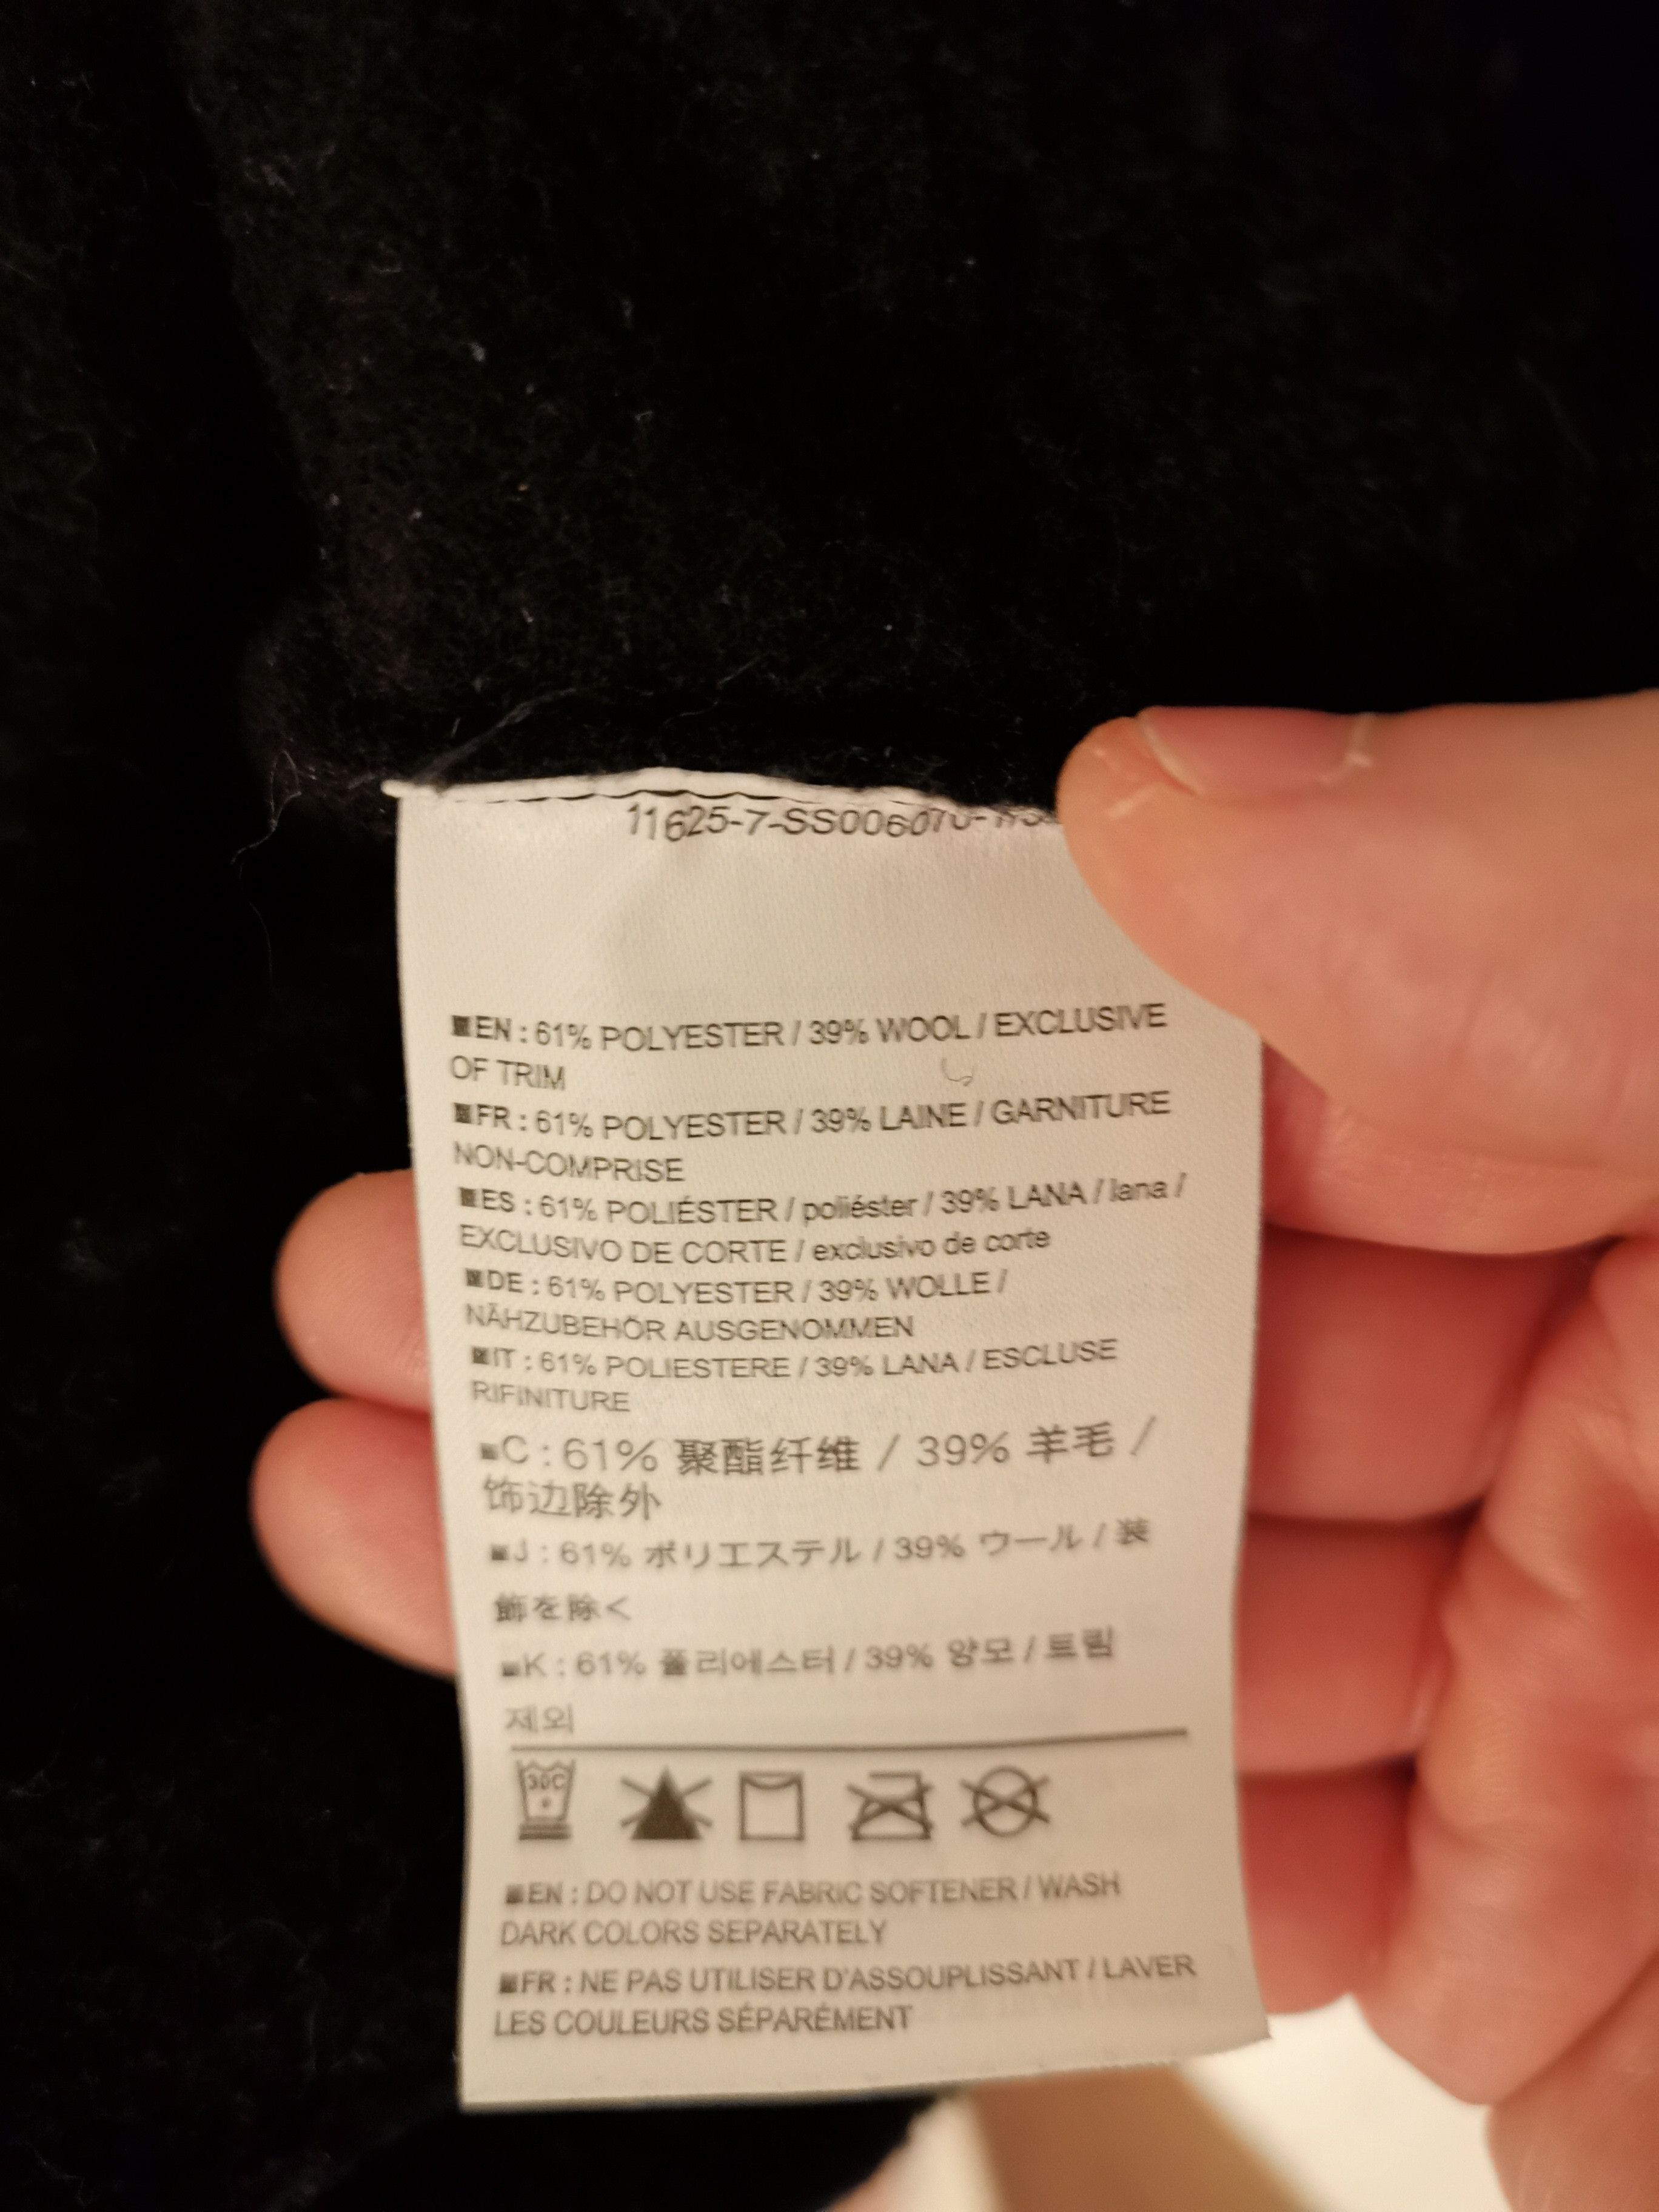 11625-7-SS006070-
■EN : 61% POLYESTER / 39% WOOL / EXCLUSIVE
OF TRIM
■FR : 61% POLYESTER / 39% LAINE / GARNITURE
NON-COMPRISE
■ES : 61% POLIÉSTER / poliéster / 39% LANA / lana /
EXCLUSIVO DE CORTE / exclusivo de corte
■DE : 61% POLYESTER / 39% WOLLE /
NÄHZUBEHÖR AUSGENOMMEN
■IT : 61% POLIESTERE / 39% LANA / ESCLUSE
RIFINITURE
■C : 61% 聚酯纤维 / 39% 羊毛 /
饰边除外
■J : 61% ポリエステル / 39% ウール / 装
飾を除く
■K : 61% 폴리에스터 / 39% 양모 / 트림
제외
30C
■EN : DO NOT USE FABRIC SOFTENER / WASH
DARK COLORS SEPARATELY
■FR : NE PAS UTILISER D'ASSOUPLISSANT / LAVER
LES COULEURS SÉPARÉMENT